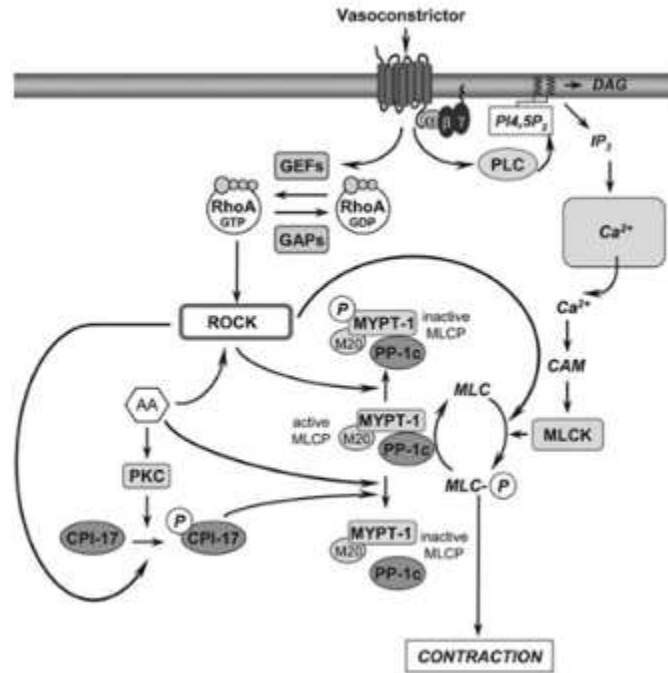 Vasoconstrictor
DAG
α β γ
PI4,5P2
IP3
GEFs
PLC
RhoA
GTP
RhoA
GDP
GAPs
Ca2+
Ca2+
ROCK
P
MYPT-1
inactive
MLCP
M20
PP-1c
CAM
AA
MLC
active
MLCP
MYPT-1
M20
PP-1c
MLCK
PKC
MLC-P
P
CPI-17
CPI-17
MYPT-1
inactive
MLCP
M20
PP-1c
CONTRACTION